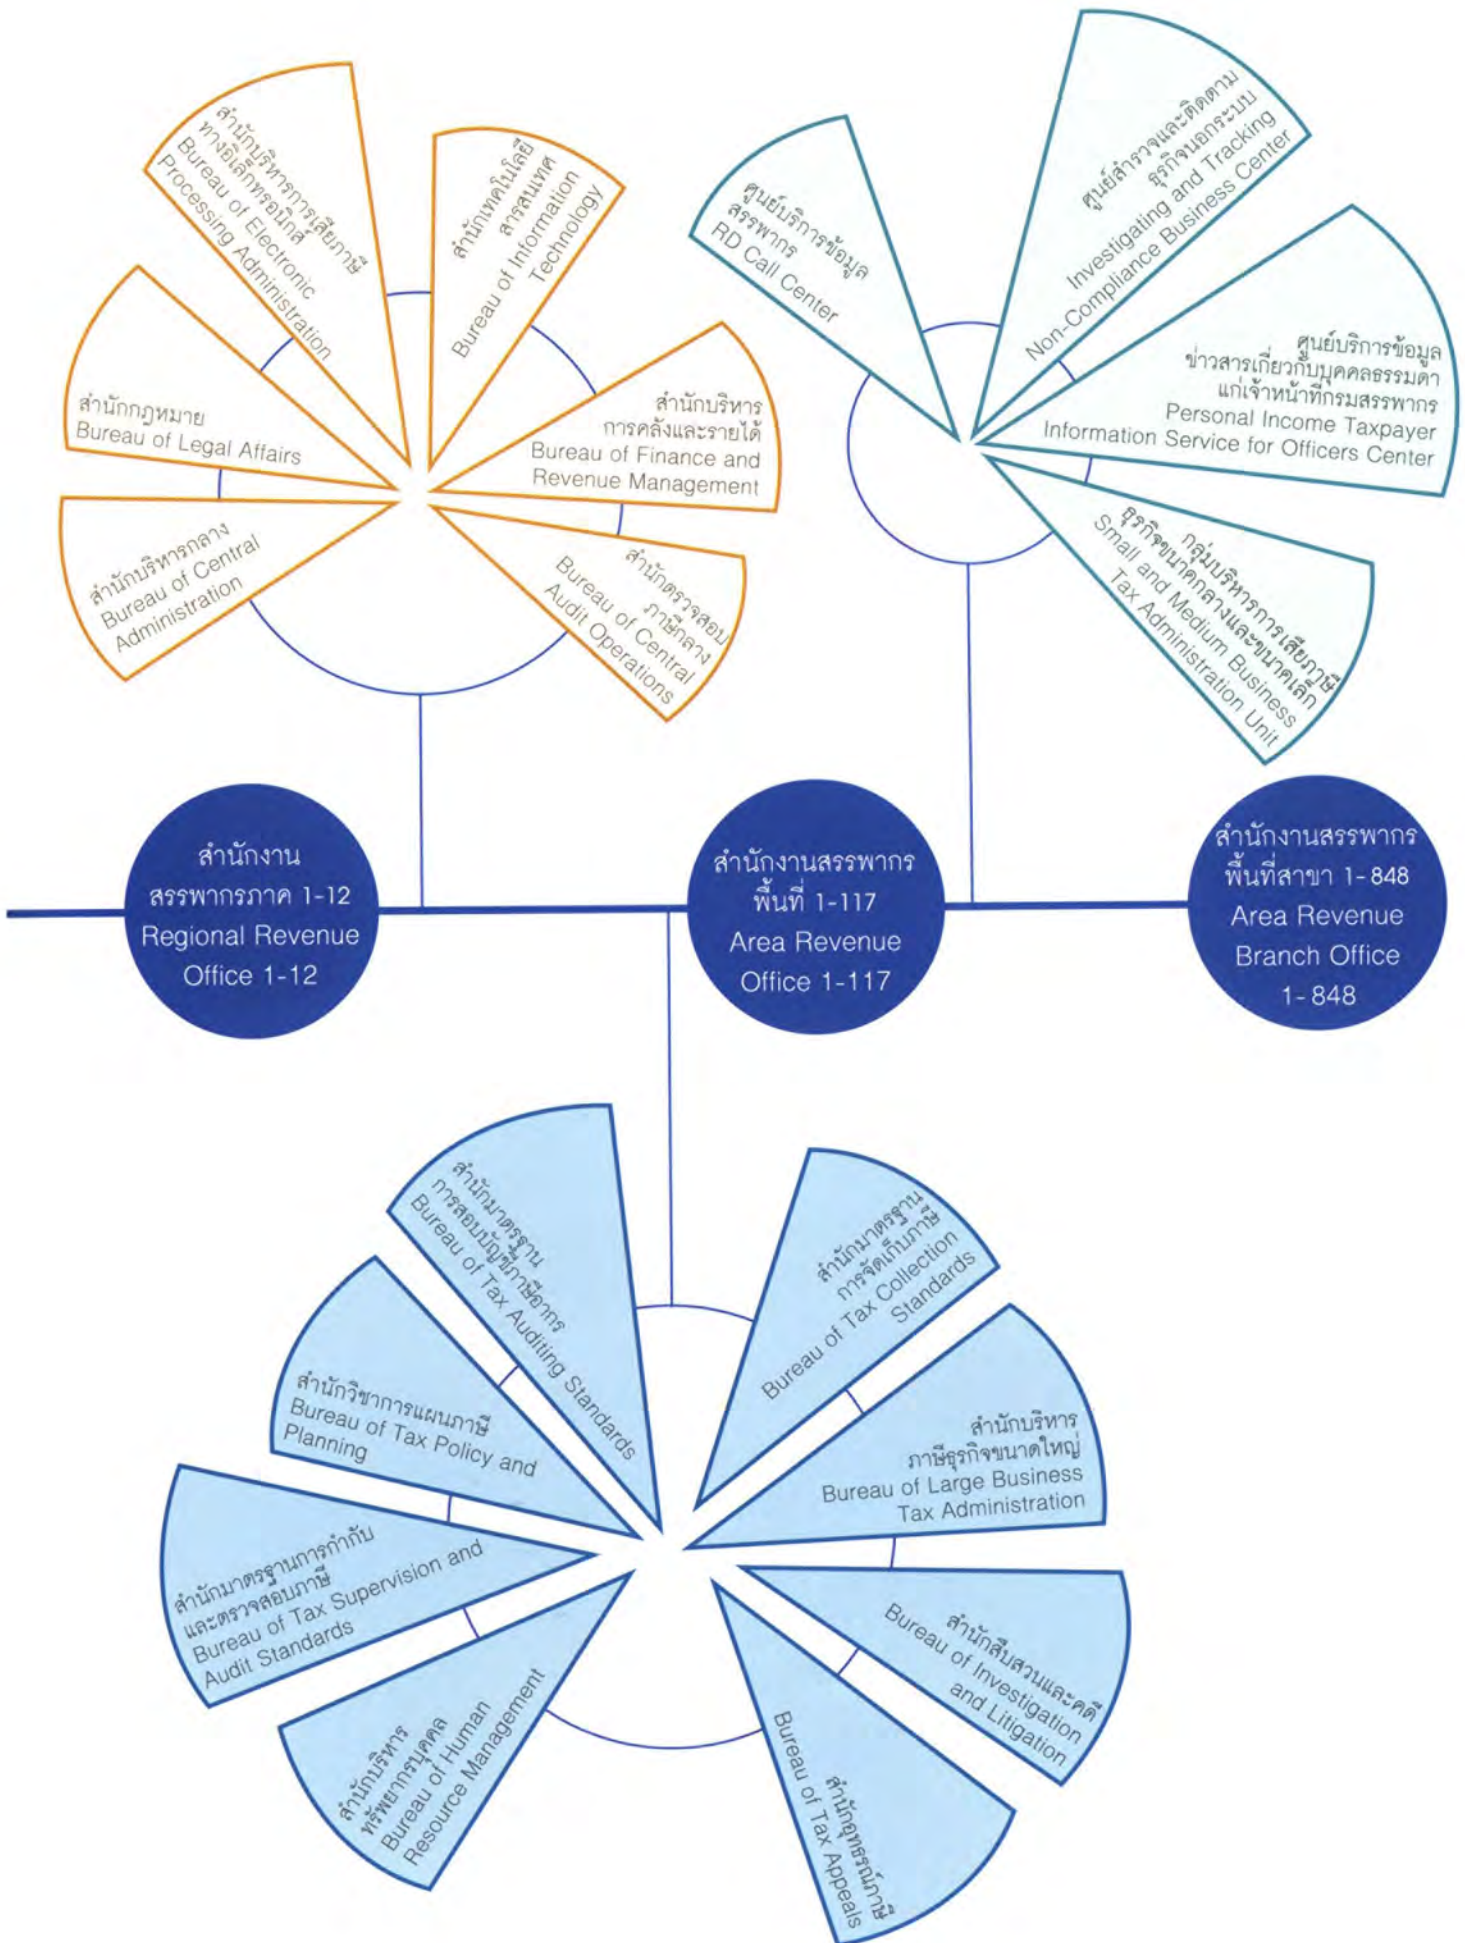 สำนักบริหารการเสียภาษี
ทางอิเล็กทรอนิกส์
Bureau of Electronic
Processing Administration
สำนักเทคโนโลยี
สารสนเทศ
Bureau of Information
Technology
สำนักกฎหมาย
Bureau of Legal Affairs
สำนักบริหาร
การคลังและรายได้
Bureau of Finance and
Revenue Management
สำนักบริหารกลาง
Bureau of Central
Administration
สำนักตรวจสอบ
ภาษีกลาง
Bureau of Central
Audit Operations
ศูนย์บริการข้อมูล
สรรพากร
RD Call Center
ศูนย์สำรวจและติดตาม
ธุรกิจนอกระบบ
Investigating and Tracking
Non-Compliance Business Center
ศูนย์บริการข้อมูล
ข่าวสารเกี่ยวกับบุคคลธรรมดา
แก่เจ้าหน้าที่กรมสรรพากร
Personal Income Taxpayer
Information Service for Officers Center
กลุ่มบริหารการเสียภาษี
ธุรกิจขนาดกลางและขนาดเล็ก
Small and Medium Business
Tax Administration Unit
สำนักงาน
สรรพากรภาค 1-12
Regional Revenue
Office 1-12
สำนักงานสรรพากร
พื้นที่ 1-117
Area Revenue
Office 1-117
สำนักงานสรรพากร
พื้นที่สาขา 1-848
Area Revenue
Branch Office
1-848
สำนักมาตรฐาน
การสอบบัญชีภาษีอากร
Bureau of Tax Auditing Standards
สำนักมาตรฐาน
การจัดเก็บภาษี
Bureau of Tax Collection
Standards
สำนักวิชาการแผนภาษี
Bureau of Tax Policy and
Planning
สำนักบริหาร
ภาษีธุรกิจขนาดใหญ่
Bureau of Large Business
Tax Administration
สำนักมาตรฐานการกำกับ
และตรวจสอบภาษี
Bureau of Tax Supervision and
Audit Standards
สำนักสืบสวนและคดี
Bureau of Investigation
and Litigation
สำนักบริหาร
ทรัพยากรบุคคล
Bureau of Human
Resource Management
สำนักอุทธรณ์ภาษี
Bureau of Tax Appeals